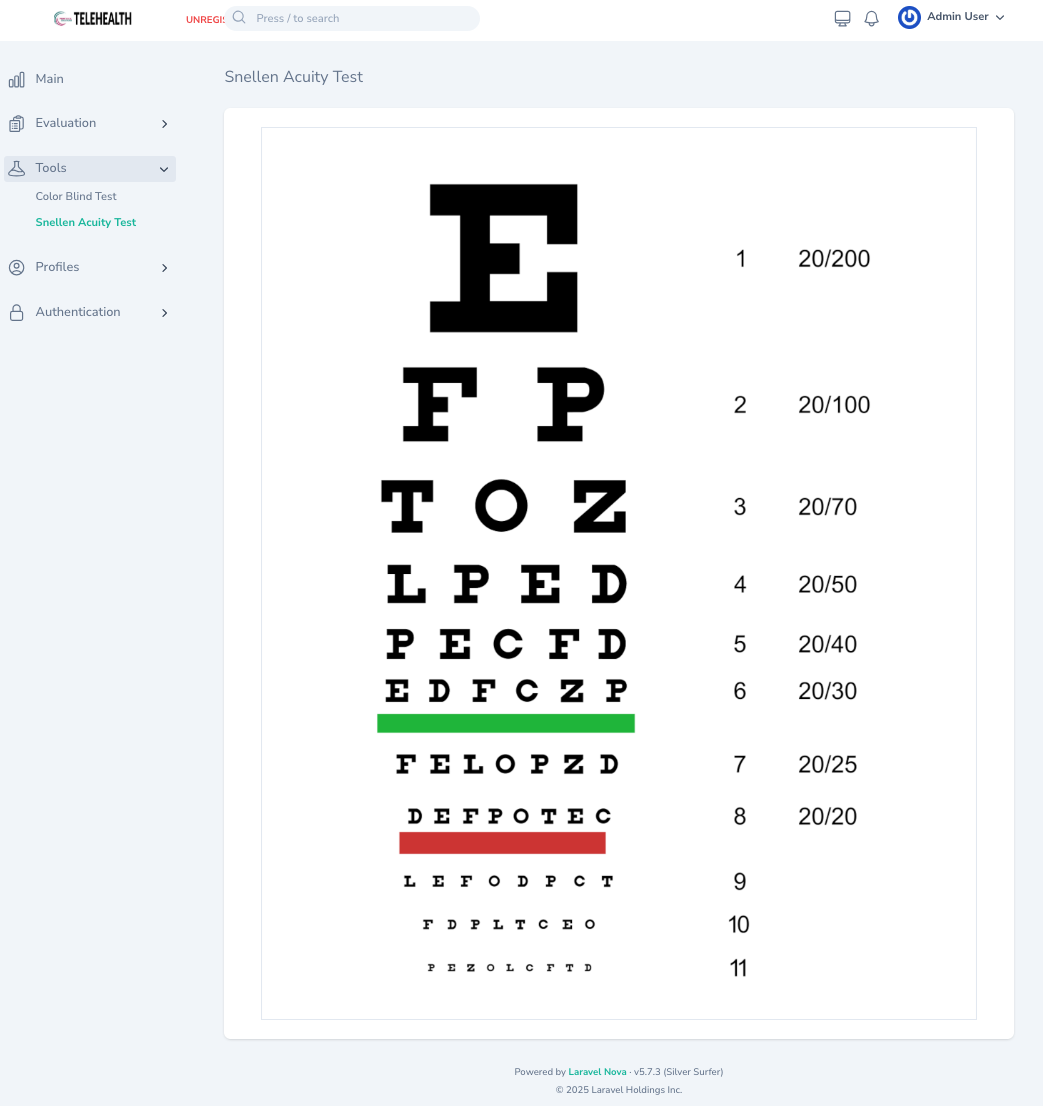 TELEHEALTH
UNREGIS
Press / to search
Admin User
Main
Evaluation
Tools
Color Blind Test
Snellen Acuity Test
Profiles
Authentication
Snellen Acuity Test
E 1 20/200
F P 2 20/100
T O Z 3 20/70
L P E D 4 20/50
P E C F D 5 20/40
E D F C Z P 6 20/30
F E L O P Z D 7 20/25
D E F P O T E C 8 20/20
L E F O D P C T 9
F D P L T C E O 10
P E Z O L C F T D 11
Powered by Laravel Nova · v5.7.3 (Silver Surfer)
© 2025 Laravel Holdings Inc.